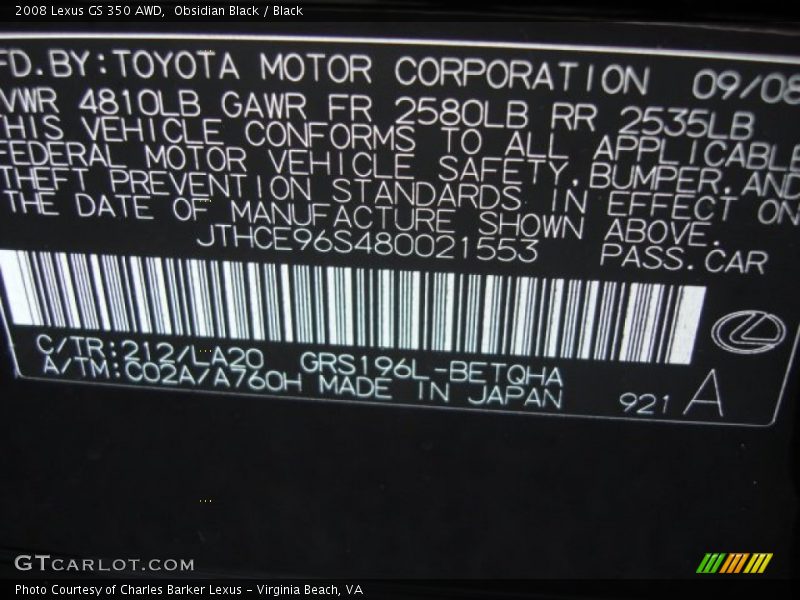 2008 Lexus GS 350 AWD,  Obsidian Black / Black
FD.BY:TOYOTA MOTOR CORPORATION 09/08
VWR 4810LB GAWR FR 2580LB RR 2535LB
THIS VEHICLE CONFORMS TO ALL APPLICABLE
FEDERAL MOTOR VEHICLE SAFETY,BUMPER,AND
THEFT PREVENTION STANDARDS IN EFFECT ON
THE DATE OF MANUFACTURE SHOWN ABOVE.
JTHCE96S480021553 PASS.CAR
C/TR:212/LA20 GRS196L-BETQHA
A/TM:C02A/A760H MADE IN JAPAN 921 A
GTCARLOT.COM
Photo Courtesy of Charles Barker Lexus - Virginia Beach, VA